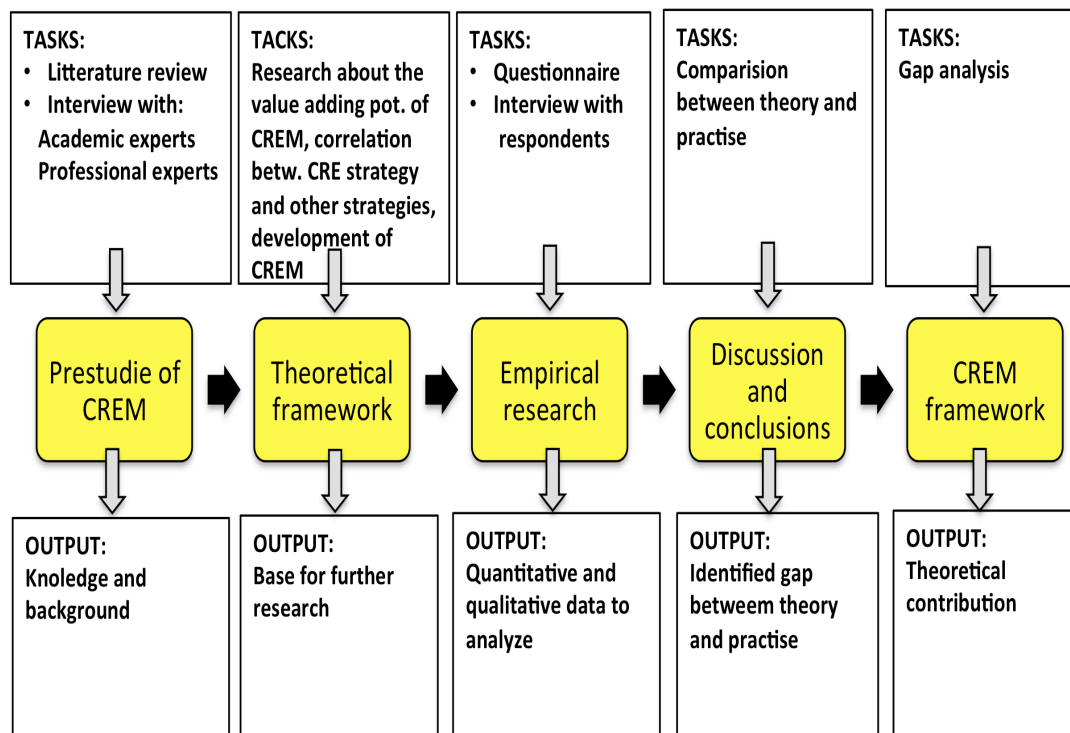 TASKS:
• Litterature review
• Interview with:
Academic experts
Professional experts
TACKS:
Research about the
value adding pot. of
CREM, correlation
betw. CRE strategy
and other strategies,
development of
CREM
TASKS:
• Questionnaire
• Interview with
respondents
TASKS:
Comparision
between theory and
practise
TASKS:
Gap analysis
Prestudie of
CREM
Theoretical
framework
Empirical
research
Discussion
and
conclusions
CREM
framework
OUTPUT:
Knoledge and
background
OUTPUT:
Base for further
research
OUTPUT:
Quantitative and
qualitative data to
analyze
OUTPUT:
Identified gap
betweem theory
and practise
OUTPUT:
Theoretical
contribution